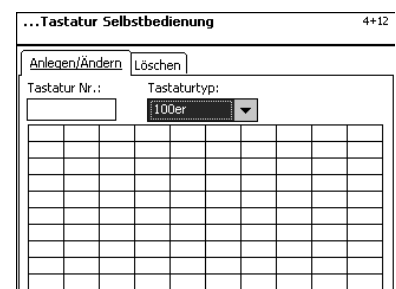 ...Tastatur Selbstbedienung 4+12
Anlegen/Ändern Löschen
Tastatur Nr.: Tastaturtyp:
100er